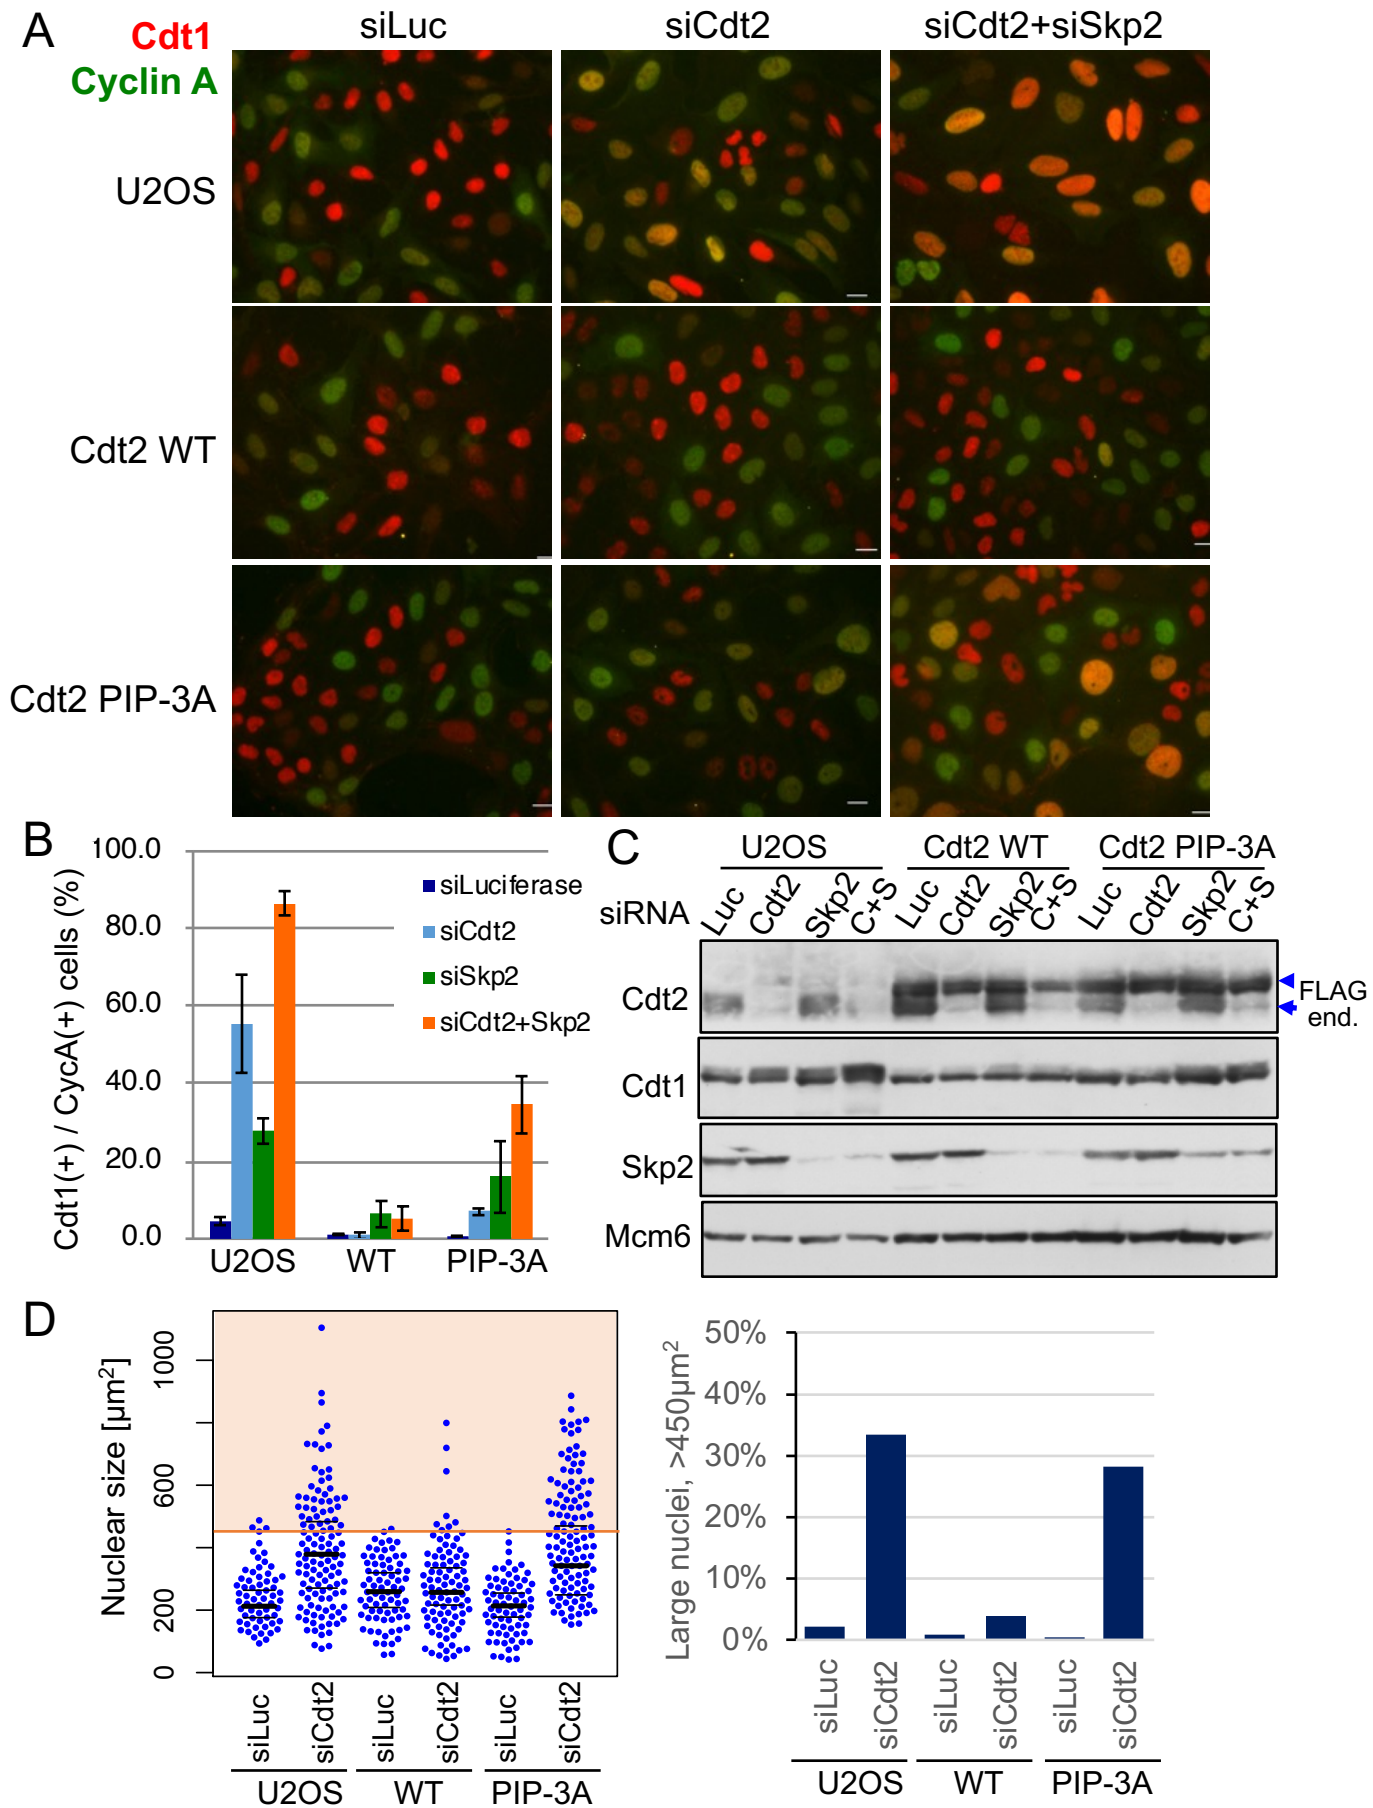 A
Cdt1
Cyclin A
siLuc
siCdt2
siCdt2+siSkp2
U2OS
Cdt2 WT
Cdt2 PIP-3A
B
Cdt1(+) / CycA(+) cells (%)
100.0
80.0
60.0
40.0
20.0
0.0
siLuciferase
siCdt2
siSkp2
siCdt2+Skp2
U2OS
WT
PIP-3A
C
U2OS
Cdt2 WT
Cdt2 PIP-3A
siRNA
Luc
Cdt2
Skp2
C+S
Luc
Cdt2
Skp2
C+S
Luc
Cdt2
Skp2
C+S
Cdt2
FLAG
end.
Cdt1
Skp2
Mcm6
D
Nuclear size [µm²]
1000
600
200
0
siLuc
siCdt2
siLuc
siCdt2
siLuc
siCdt2
U2OS
WT
PIP-3A
Large nuclei, >450µm²
50%
40%
30%
20%
10%
0%
siLuc
siCdt2
siLuc
siCdt2
siLuc
siCdt2
U2OS
WT
PIP-3A